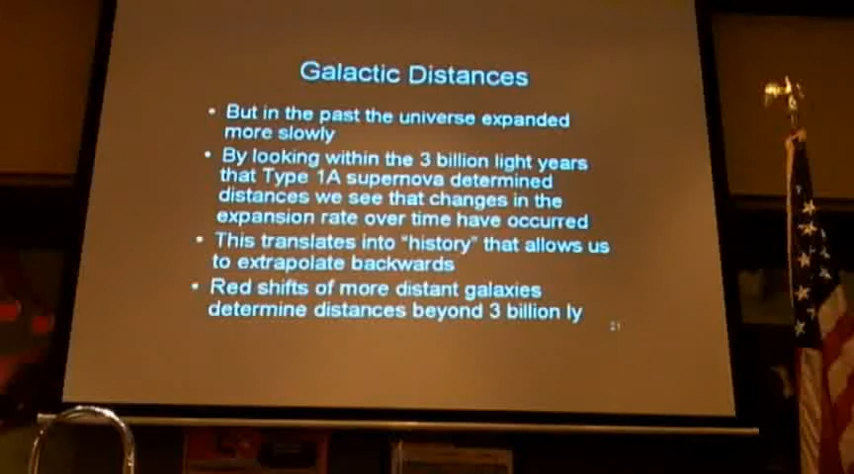 Galactic Distances
• But in the past the universe expanded
more slowly
• By looking within the 3 billion light years
that Type 1A supernova determined
distances we see that changes in the
expansion rate over time have occurred
• This translates into "history" that allows us
to extrapolate backwards
• Red shifts of more distant galaxies
determine distances beyond 3 billion ly
21